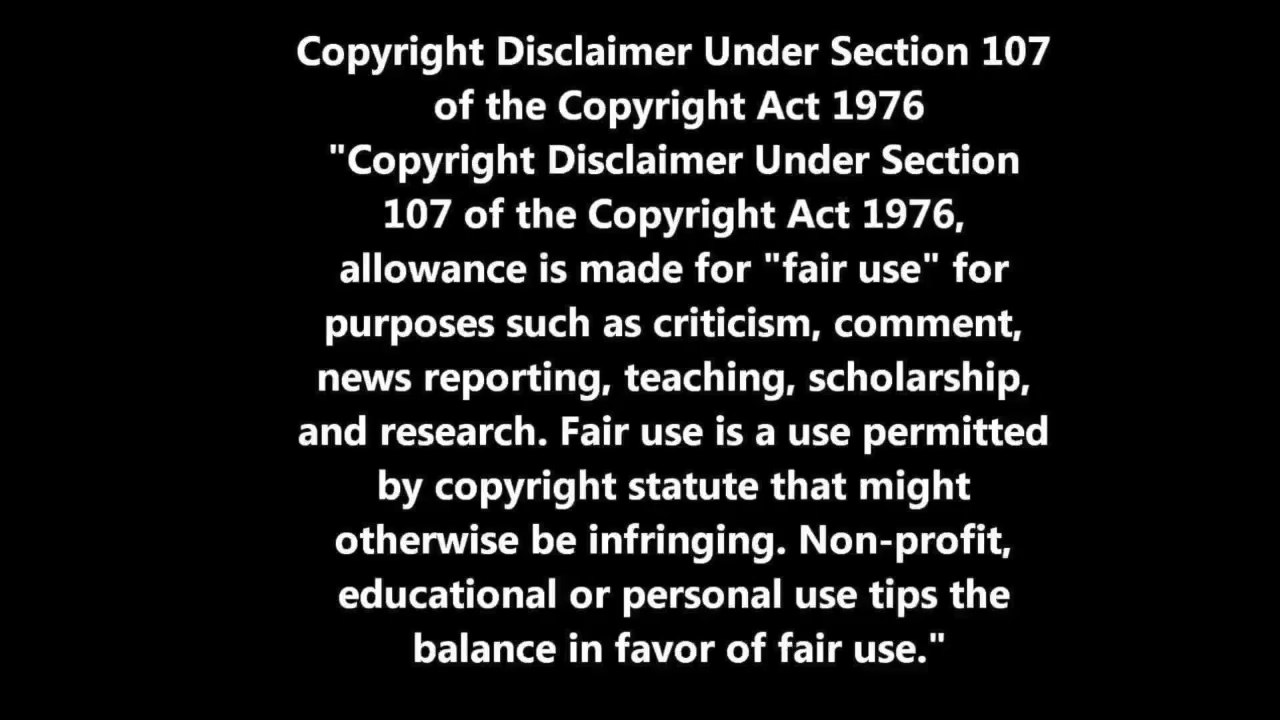 Copyright Disclaimer Under Section 107
of the Copyright Act 1976
"Copyright Disclaimer Under Section
107 of the Copyright Act 1976,
allowance is made for "fair use" for
purposes such as criticism, comment,
news reporting, teaching, scholarship,
and research. Fair use is a use permitted
by copyright statute that might
otherwise be infringing. Non-profit,
educational or personal use tips the
balance in favor of fair use."